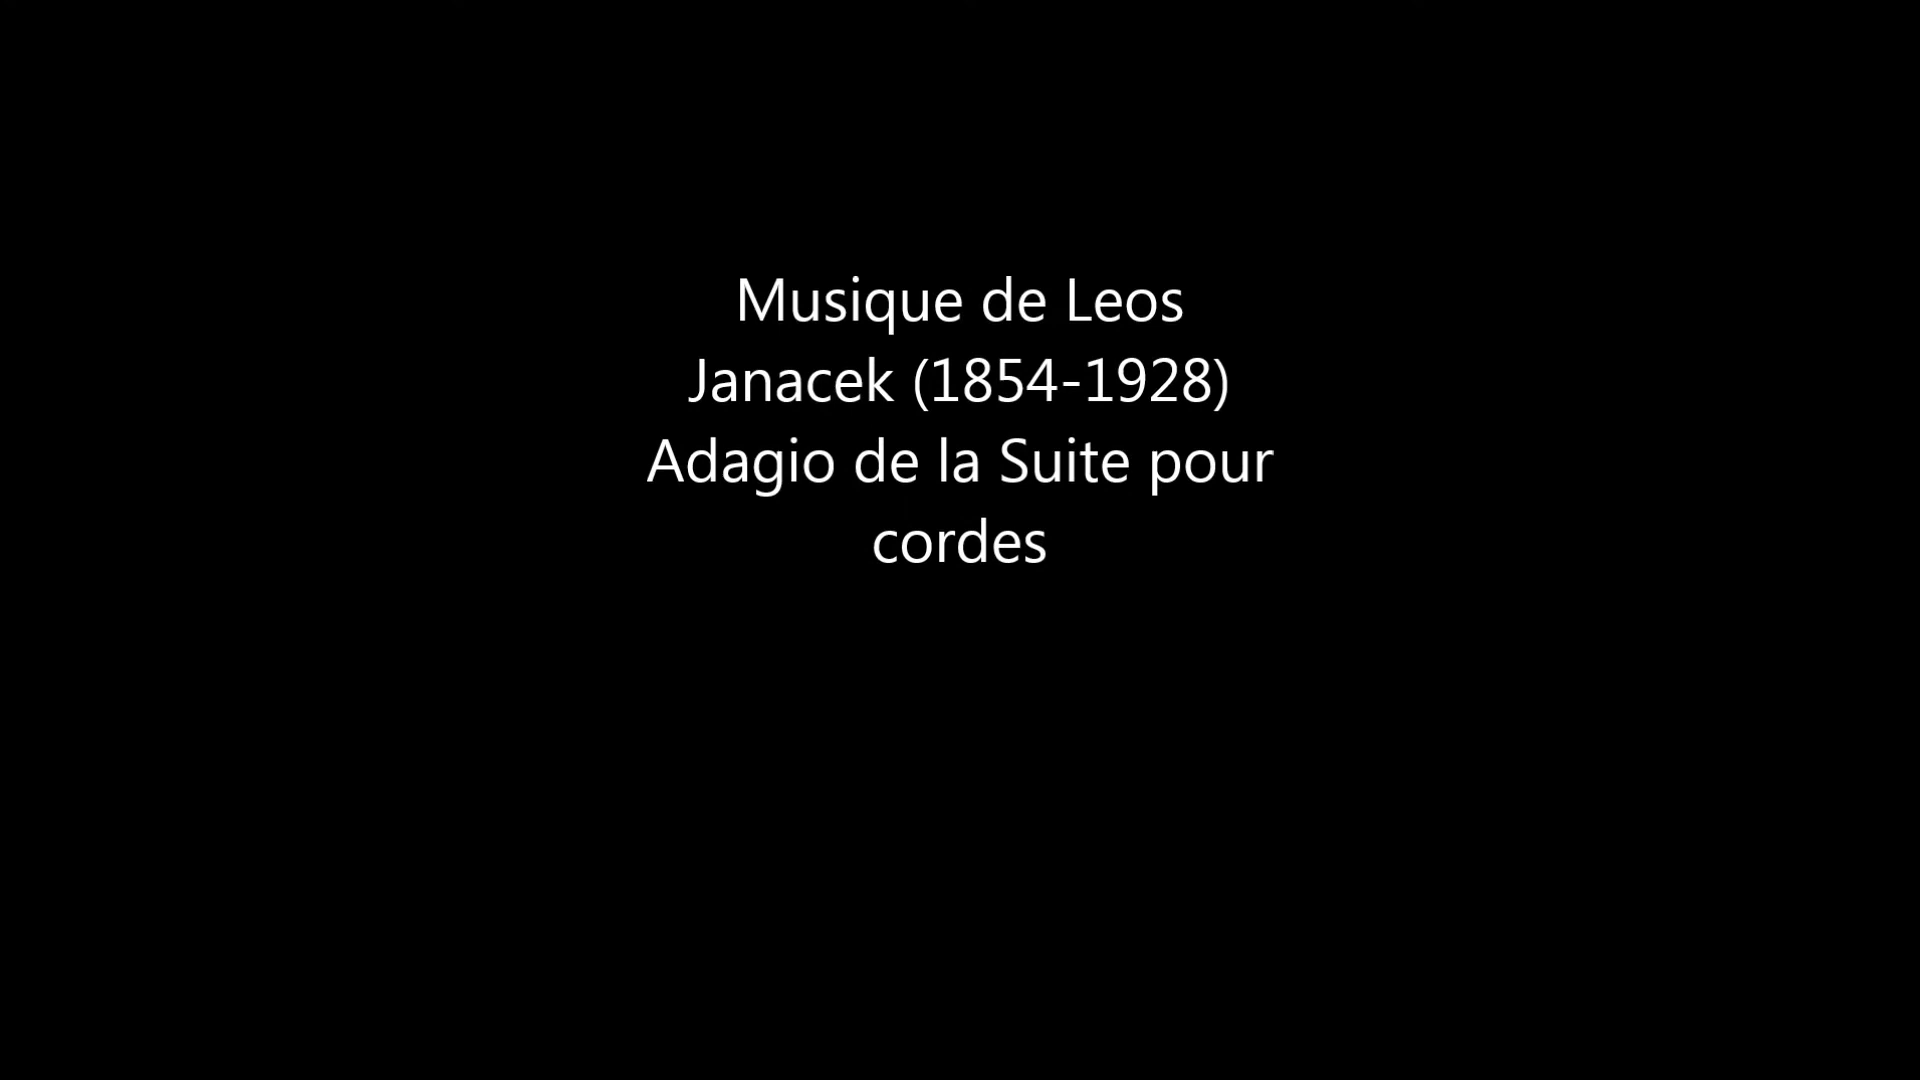 Musique de Leos
Janacek (1854-1928)
Adagio de la Suite pour
cordes